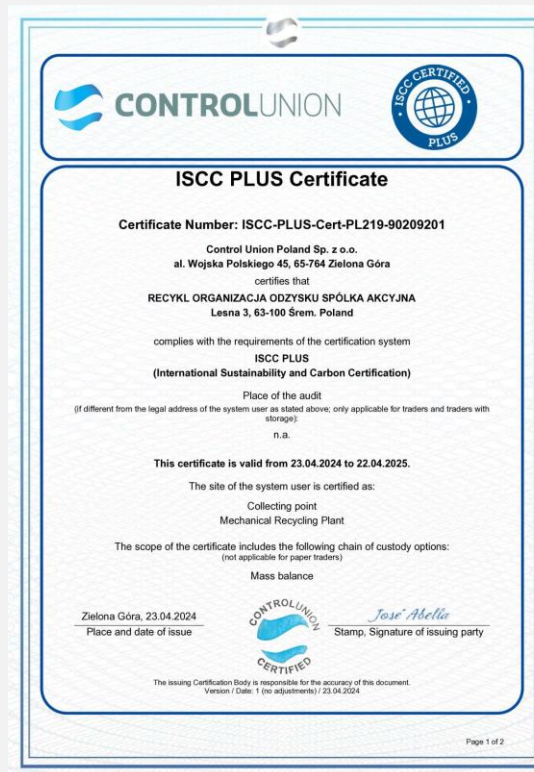 CONTROLUNION
ISCC CERTIFIED
PLUS
ISCC PLUS Certificate
Certificate Number: ISCC-PLUS-Cert-PL219-90209201
Control Union Poland Sp. z o.o.
al. Wojska Polskiego 45, 65-764 Zielona Góra
certifies that
RECYKL ORGANIZACJA ODZYSKU SPÓLKA AKCYJNA
Lesna 3, 63-100 Śrem. Poland
complies with the requirements of the certification system
ISCC PLUS
(International Sustainability and Carbon Certification)
Place of the audit
(if different from the legal address of the system user as stated above; only applicable for traders and traders with
storage):
n.a.
This certificate is valid from 23.04.2024 to 22.04.2025.
The site of the system user is certified as:
Collecting point
Mechanical Recycling Plant
The scope of the certificate includes the following chain of custody options:
(not applicable for paper traders)
Mass balance
Zielona Góra, 23.04.2024
Place and date of issue
CONTROLUNION
CERTIFIED
José Abella
Stamp, Signature of issuing party
The issuing Certification Body is responsible for the accuracy of this document.
Version / Date: 1 (no adjustments) / 23.04.2024
Page 1 of 2